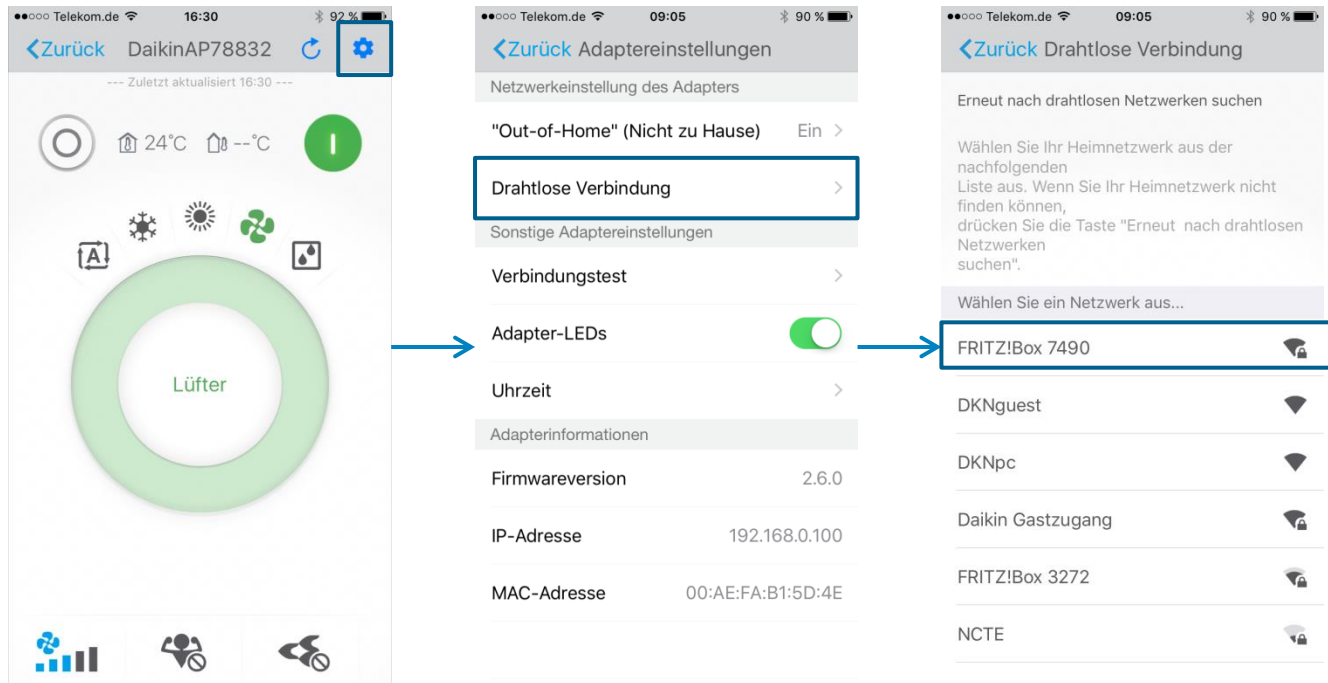 Telekom.de 16:30 92 %
Zurück DaikinAP78832
--- Zuletzt aktualisiert 16:30 ---
24°C --°C
A
Lüfter
Telekom.de 09:05 90 %
Zurück Adaptereinstellungen
Netzwerkeinstellung des Adapters
"Out-of-Home" (Nicht zu Hause) Ein
Drahtlose Verbindung
Sonstige Adaptereinstellungen
Verbindungstest
Adapter-LEDs
Uhrzeit
Adapterinformationen
Firmwareversion 2.6.0
IP-Adresse 192.168.0.100
MAC-Adresse 00:AE:FA:B1:5D:4E
Telekom.de 09:05 90 %
Zurück Drahtlose Verbindung
Erneut nach drahtlosen Netzwerken suchen
Wählen Sie Ihr Heimnetzwerk aus der
nachfolgenden
Liste aus. Wenn Sie Ihr Heimnetzwerk nicht
finden können,
drücken Sie die Taste "Erneut  nach drahtlosen
Netzwerken
suchen".
Wählen Sie ein Netzwerk aus...
FRITZ!Box 7490
DKNguest
DKNpc
Daikin Gastzugang
FRITZ!Box 3272
NCTE